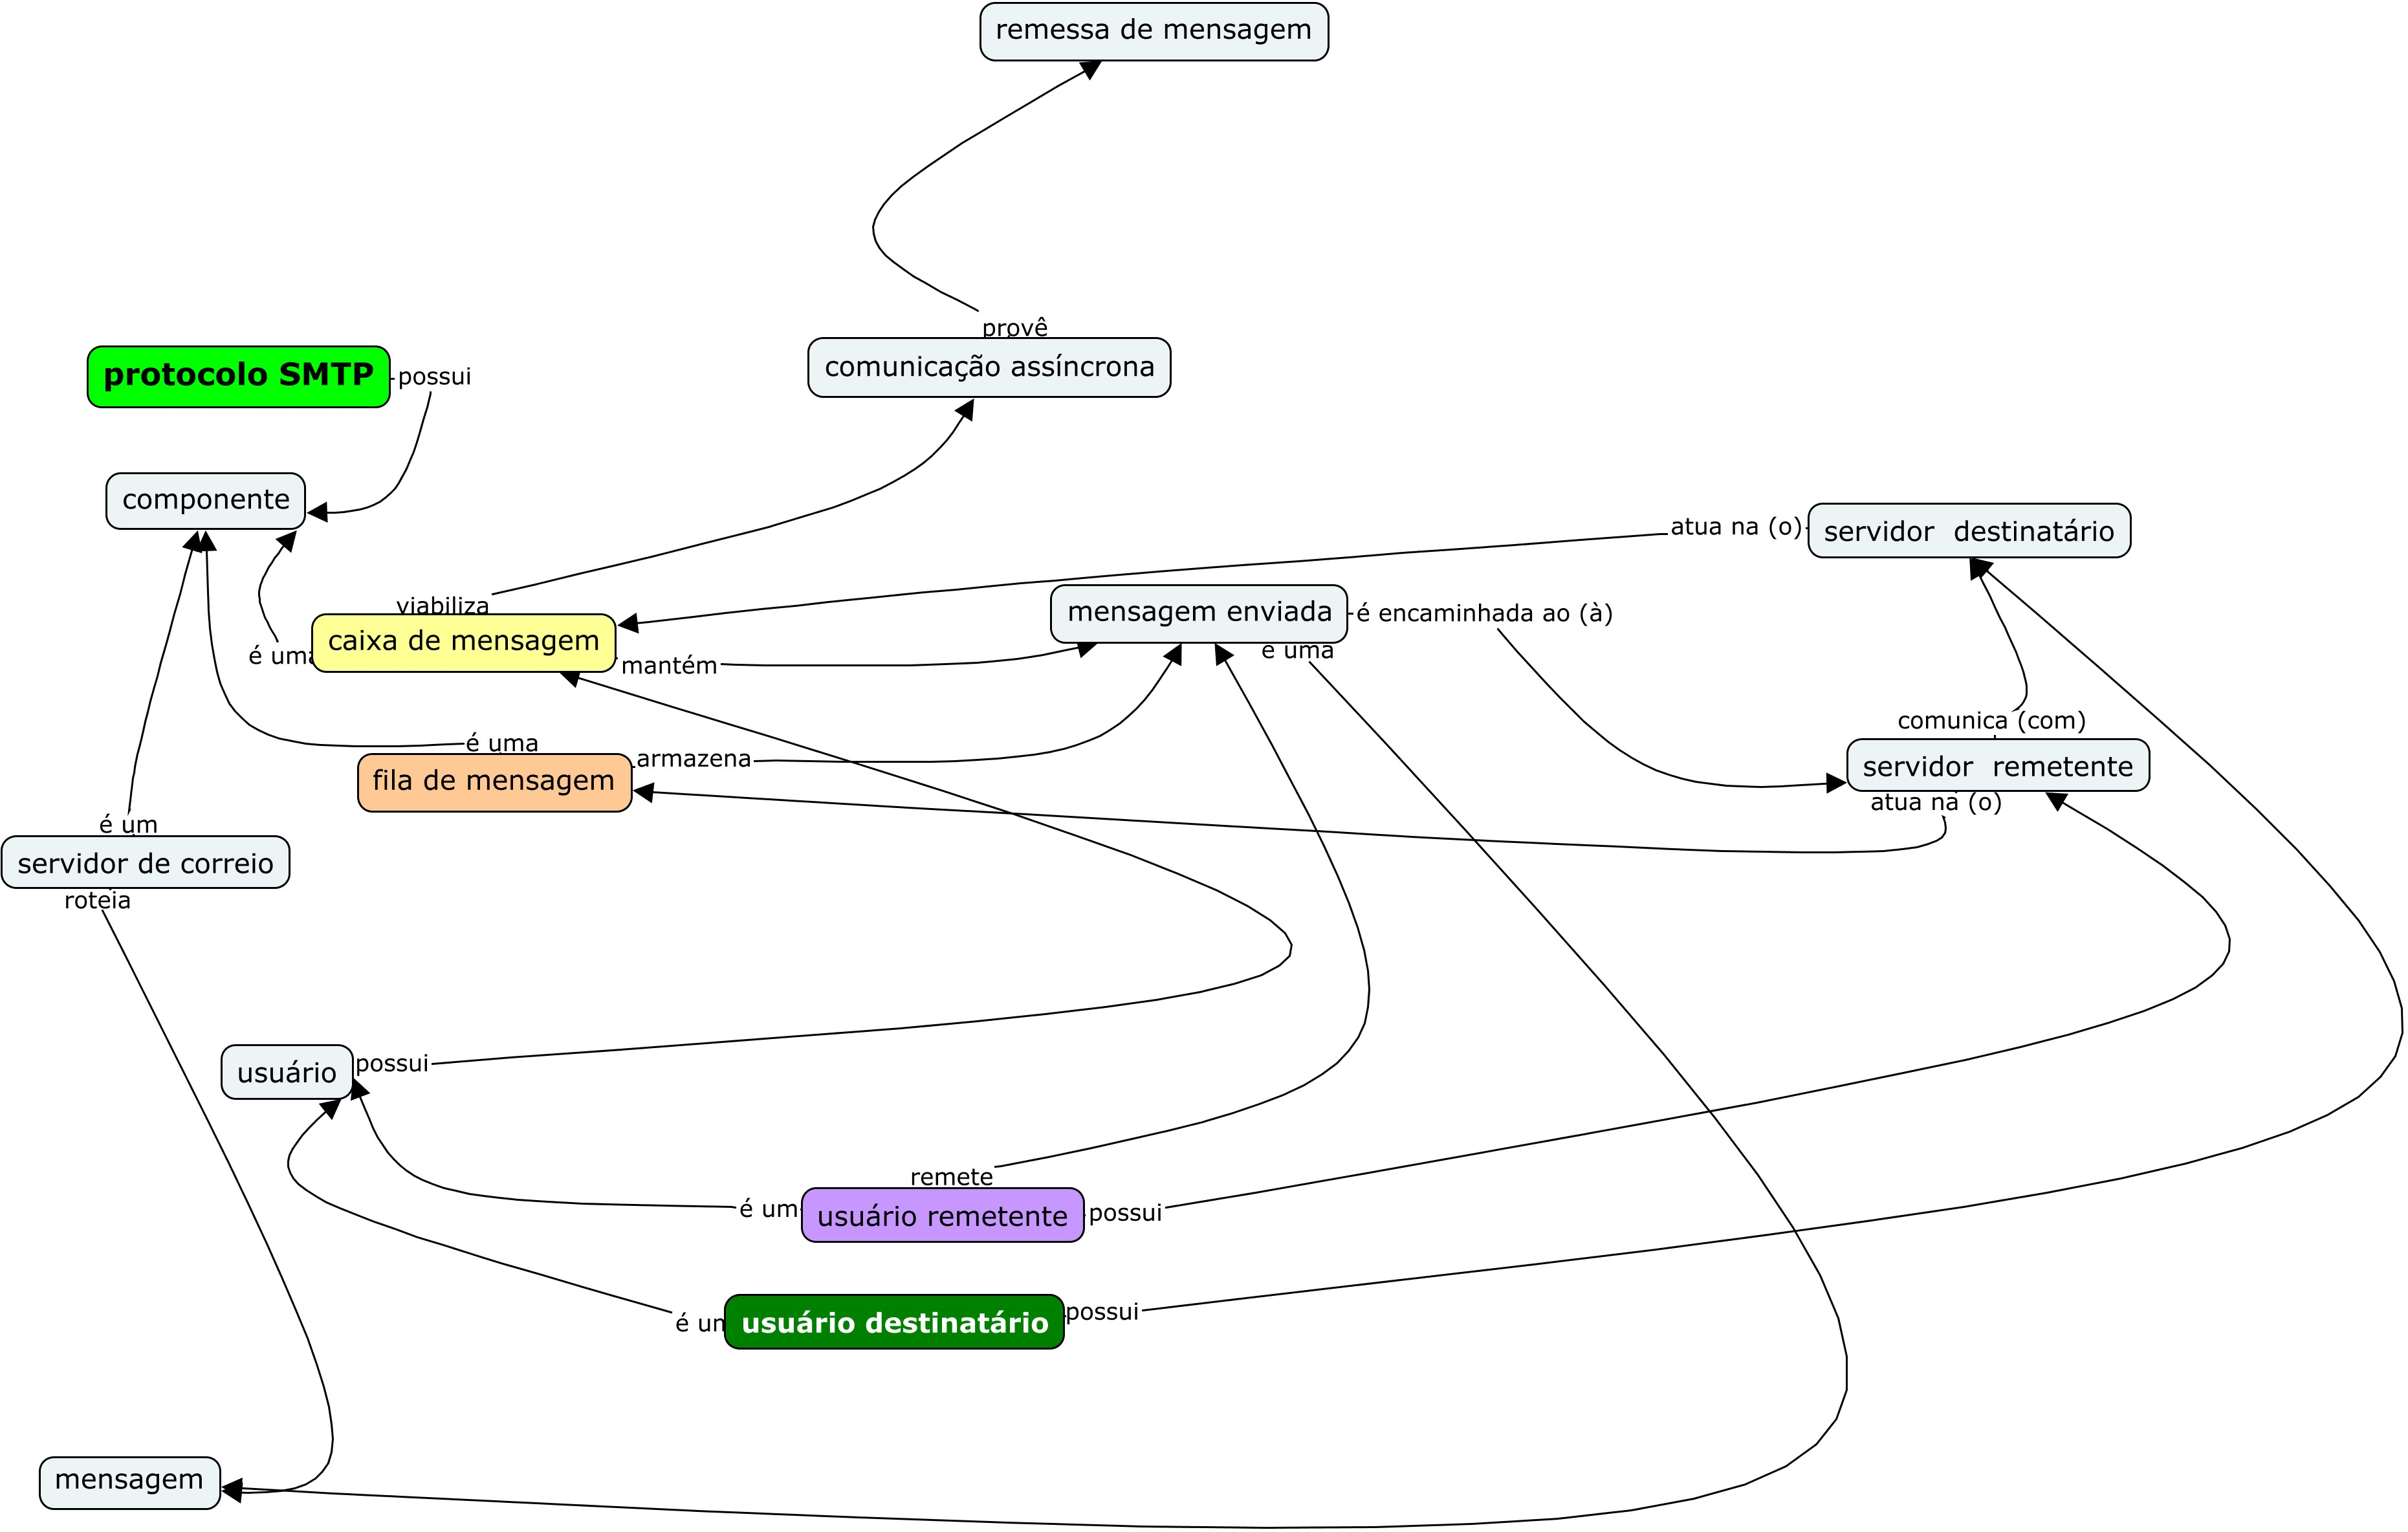 remessa de mensagem
provê
comunicação assíncrona
protocolo SMTP
possui
componente
atua na (o)
servidor destinatário
viabiliza
caixa de mensagem
é uma
mantém
mensagem enviada
é encaminhada ao (à)
é uma
comunica (com)
servidor remetente
atua na (o)
é uma
fila de mensagem
armazena
é um
servidor de correio
roteia
usuário
possui
remete
é um
usuário remetente
possui
é um
usuário destinatário
possui
mensagem